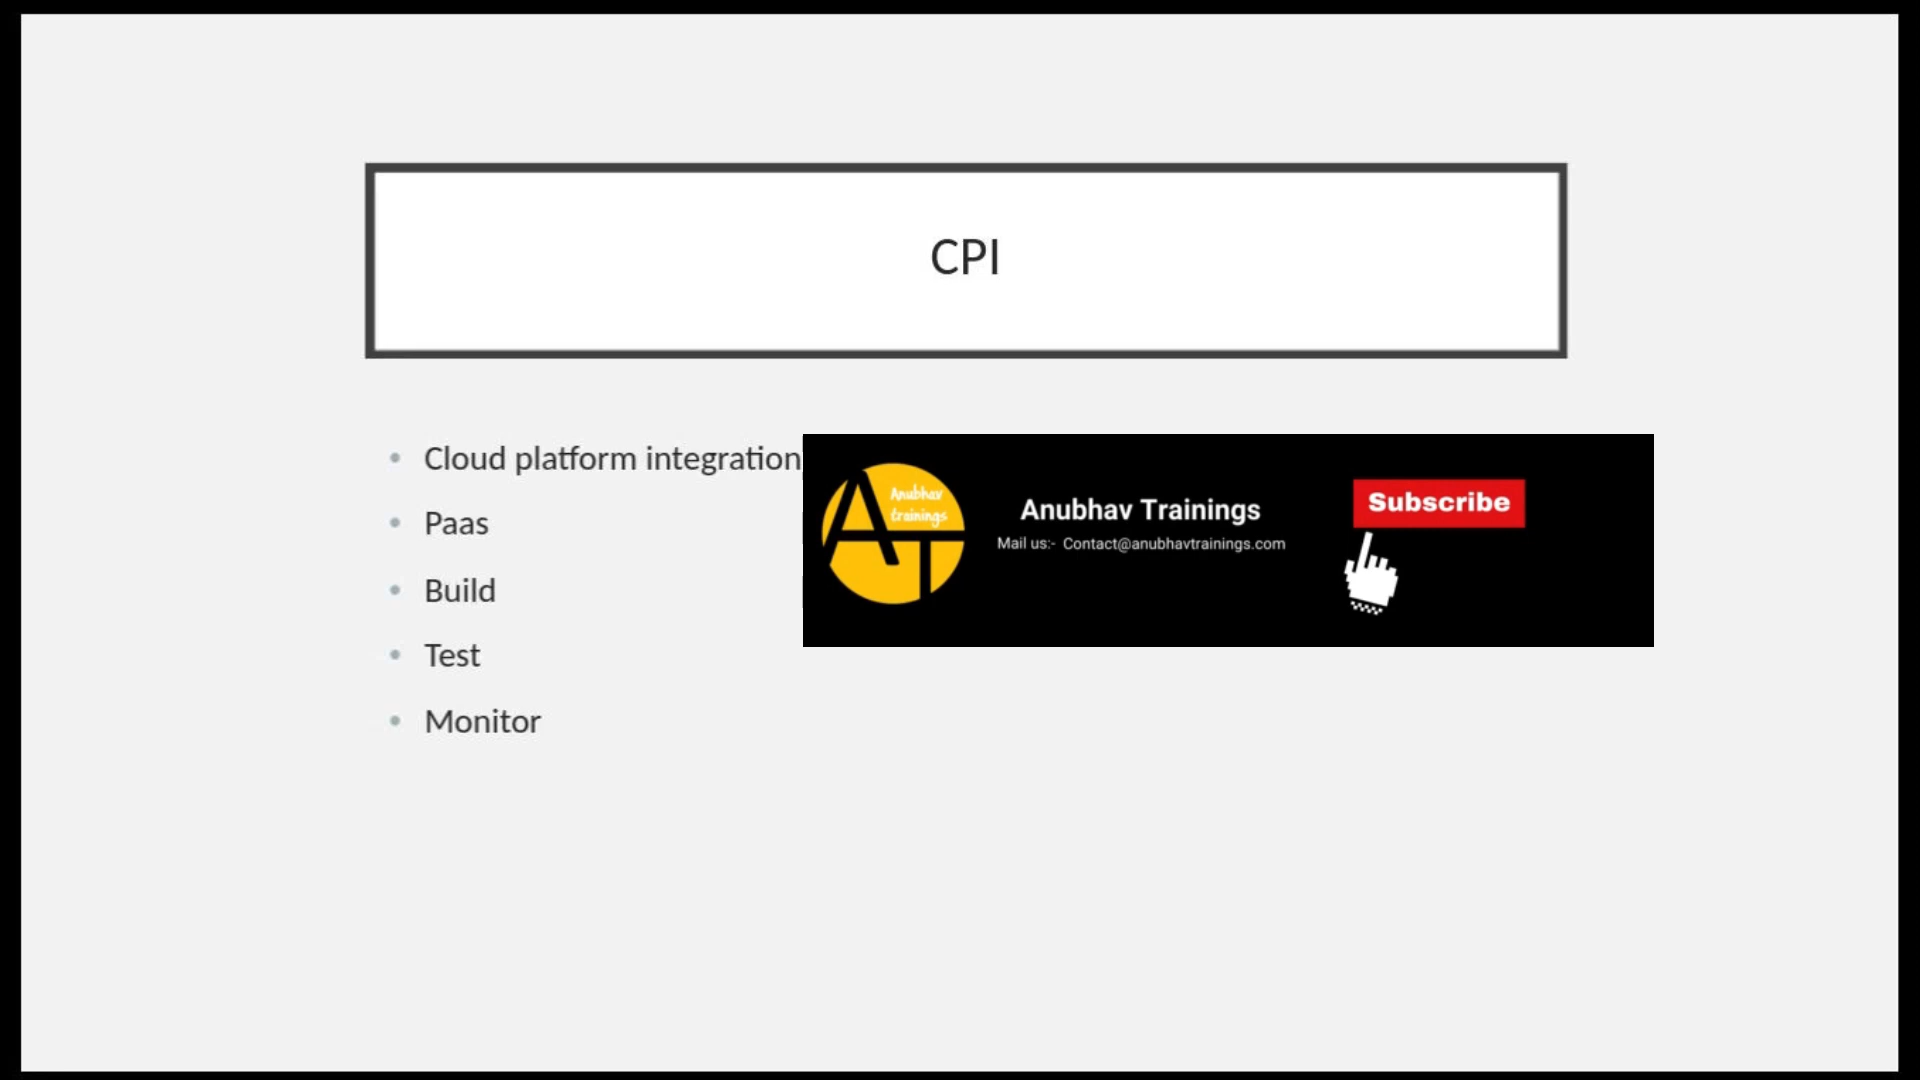 CPI
• Cloud platform integration
• Paas
• Build
• Test
• Monitor
Anubhav
trainings
Anubhav Trainings
Mail us:- Contact@anubhavtrainings.com
Subscribe